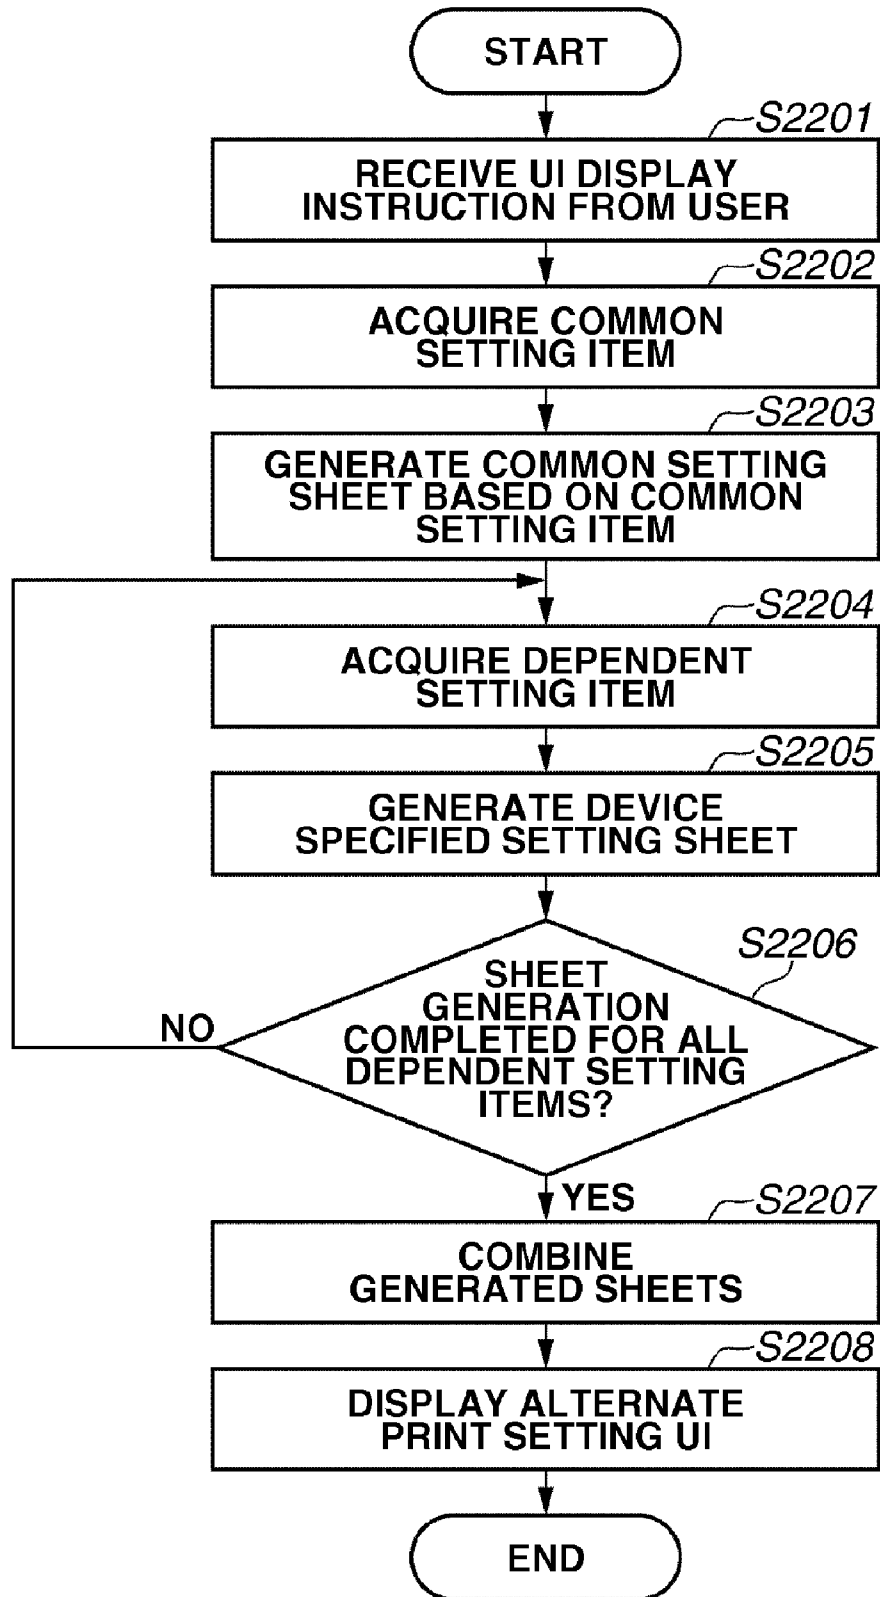 START
S2201
RECEIVE UI DISPLAY
INSTRUCTION FROM USER
S2202
ACQUIRE COMMON
SETTING ITEM
S2203
GENERATE COMMON SETTING
SHEET BASED ON COMMON
SETTING ITEM
S2204
ACQUIRE DEPENDENT
SETTING ITEM
S2205
GENERATE DEVICE
SPECIFIED SETTING SHEET
S2206
SHEET
GENERATION
COMPLETED FOR ALL
DEPENDENT SETTING
ITEMS?
NO
YES
S2207
COMBINE
GENERATED SHEETS
S2208
DISPLAY ALTERNATE
PRINT SETTING UI
END